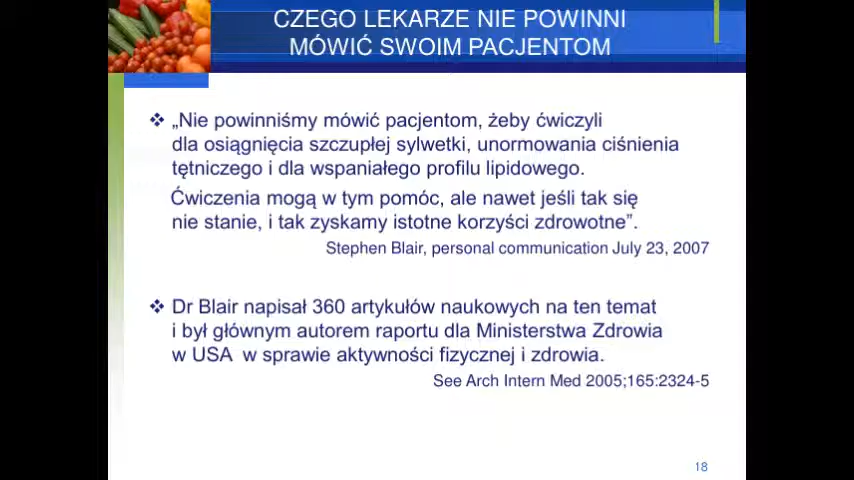 CZEGO LEKARZE NIE POWINNI
MÓWIĆ SWOIM PACJENTOM
„Nie powinniśmy mówić pacjentom, żeby ćwiczyli
dla osiągnięcia szczupłej sylwetki, unormowania ciśnienia
tętniczego i dla wspaniałego profilu lipidowego.
Ćwiczenia mogą w tym pomóc, ale nawet jeśli tak się
nie stanie, i tak zyskamy istotne korzyści zdrowotne”.
Stephen Blair, personal communication July 23, 2007
Dr Blair napisał 360 artykułów naukowych na ten temat
i był głównym autorem raportu dla Ministerstwa Zdrowia
w USA w sprawie aktywności fizycznej i zdrowia.
See Arch Intern Med 2005;165:2324-5
18